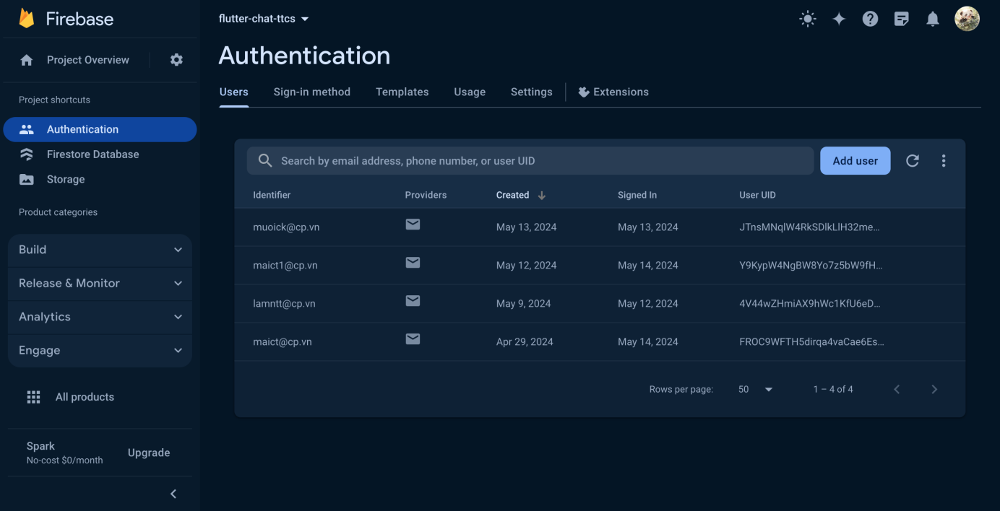 Firebase
Project Overview
Project shortcuts
Authentication
Firestore Database
Storage
Product categories
Build
Release & Monitor
Analytics
Engage
All products
Spark
No-cost $0/month
Upgrade
flutter-chat-ttcs
Authentication
Users Sign-in method Templates Usage Settings Extensions
Search by email address, phone number, or user UID Add user
Identifier Providers Created Signed In User UID
muoick@cp.vn May 13, 2024 May 13, 2024 JTnsMNqlW4RkSDlkLlH32me...
maict1@cp.vn May 12, 2024 May 14, 2024 Y9KypW4NgBW8Yo7z5bW9fH...
lamntt@cp.vn May 9, 2024 May 12, 2024 4V44wZHmiAX9hWc1KfU6eD...
maict@cp.vn Apr 29, 2024 May 14, 2024 FROC9WFTH5dirqa4vaCae6Es...
Rows per page: 50 1 – 4 of 4